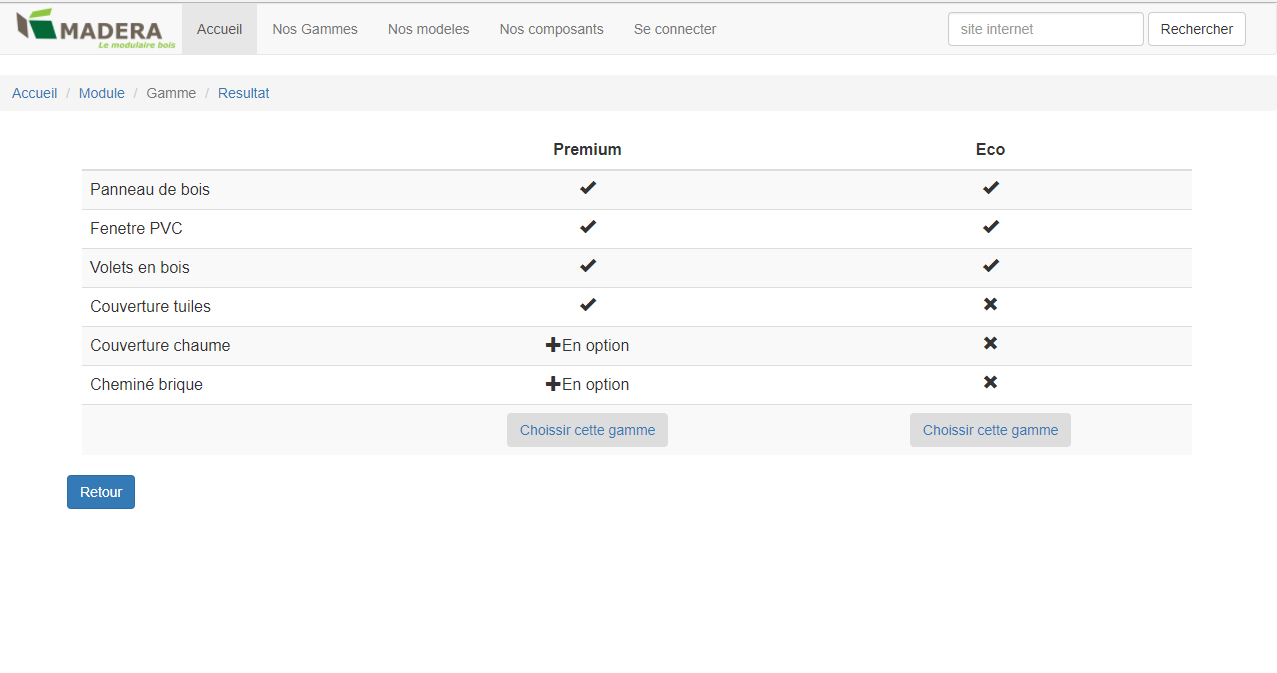 MADERA
Le modulaire bois
Accueil Nos Gammes Nos modeles Nos composants Se connecter site internet Rechercher
Accueil / Module / Gamme / Resultat
Premium Eco
Panneau de bois ✔ ✔
Fenetre PVC ✔ ✔
Volets en bois ✔ ✔
Couverture tuiles ✔ ✖
Couverture chaume ✚En option ✖
Cheminé brique ✚En option ✖
Choissir cette gamme Choissir cette gamme
Retour